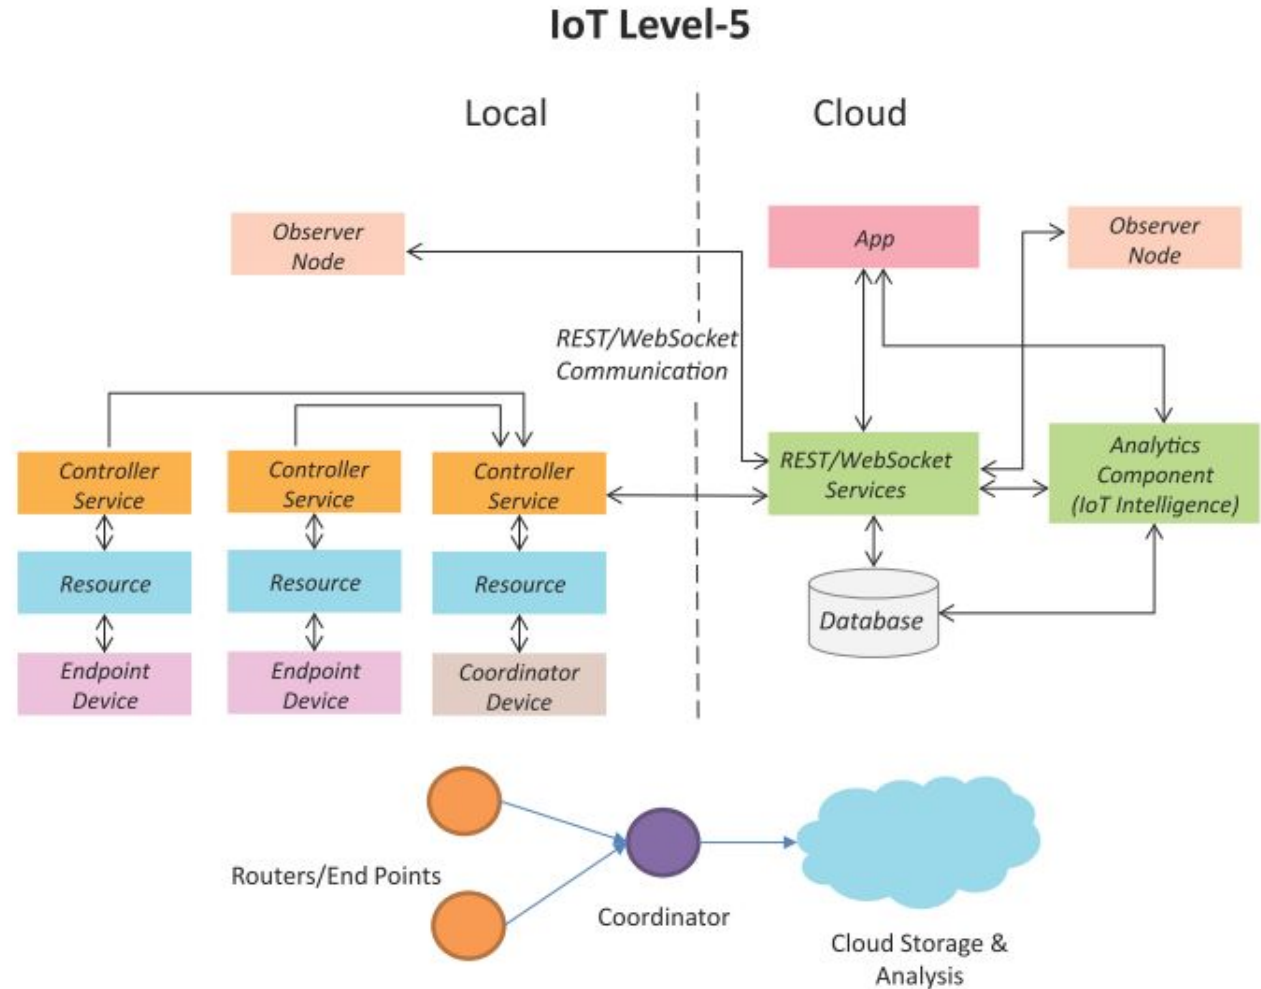 IoT Level-5
Local
Cloud
Observer
Node
App
Observer
Node
REST/WebSocket
Communication
Controller
Service
Controller
Service
Controller
Service
REST/WebSocket
Services
Analytics
Component
(IoT Intelligence)
Resource
Resource
Resource
Database
Endpoint
Device
Endpoint
Device
Coordinator
Device
Routers/End Points
Coordinator
Cloud Storage &
Analysis